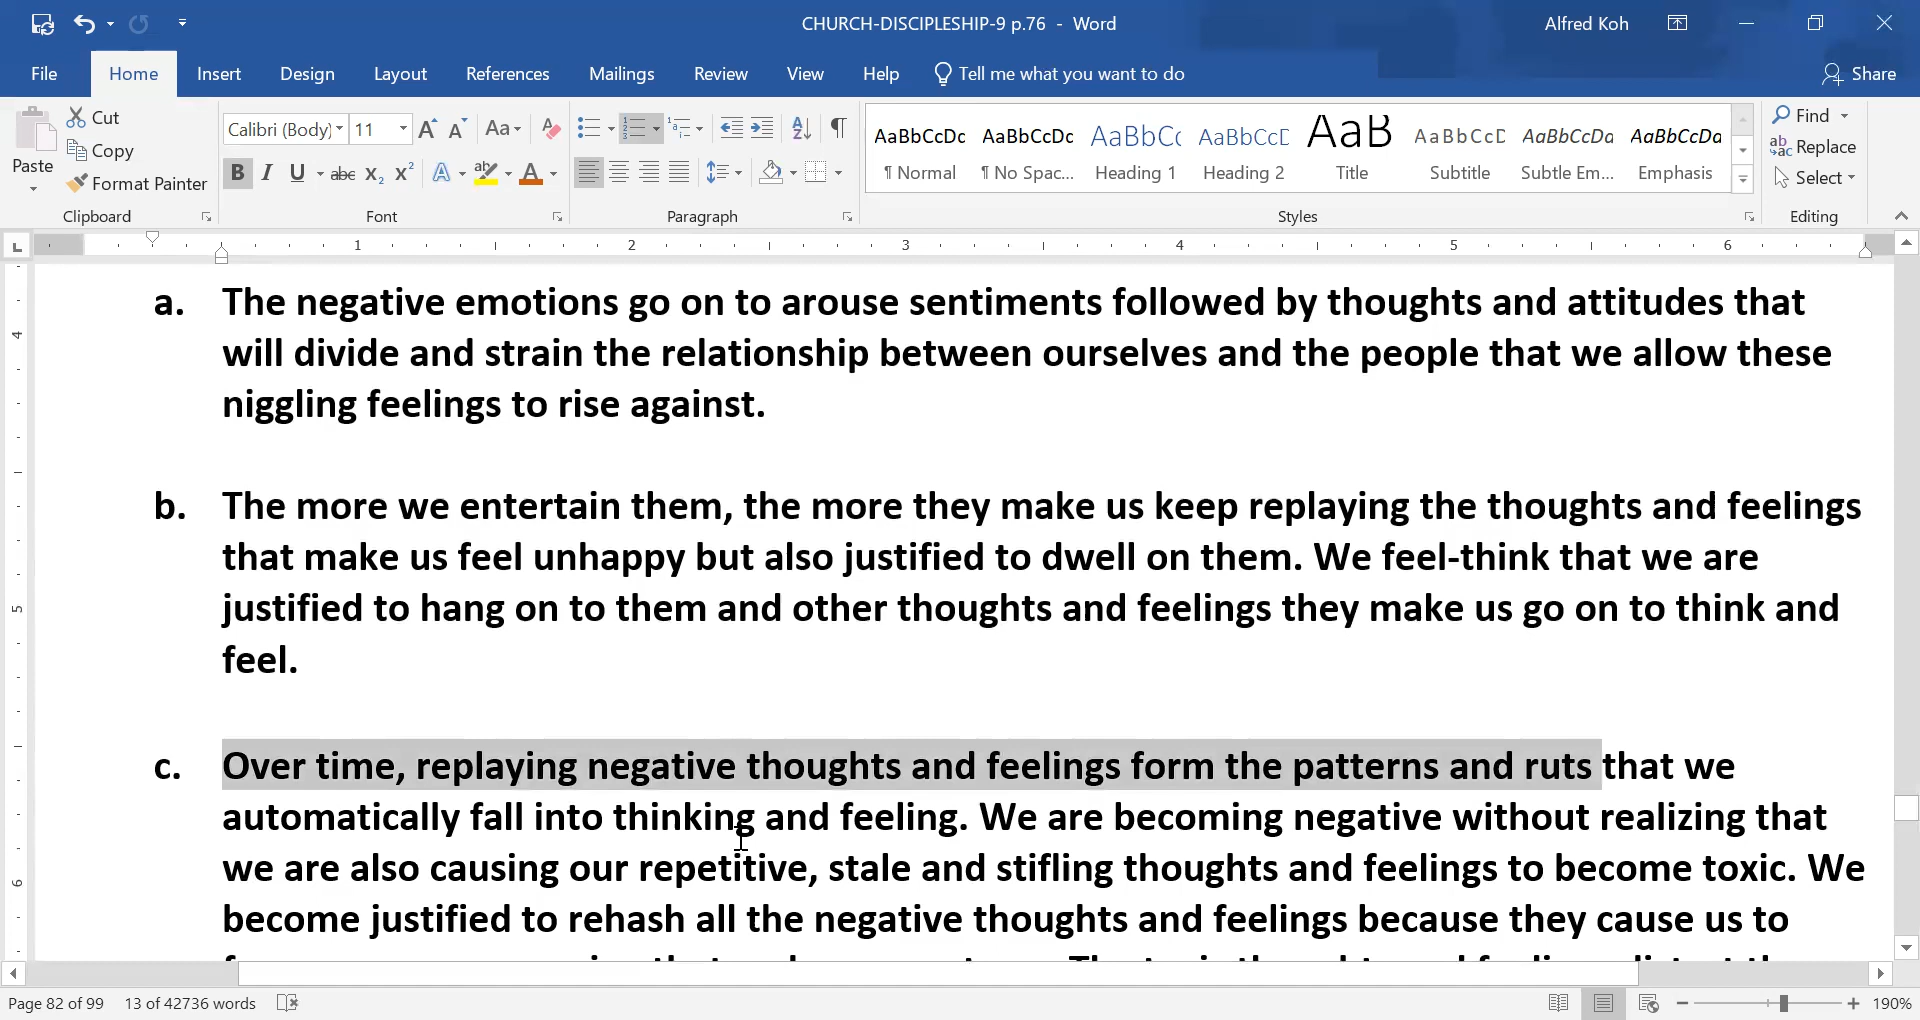 CHURCH-DISCIPLESHIP-9 p.76 - Word
Alfred Koh
File Home Insert Design Layout References Mailings Review View Help Tell me what you want to do Share
Paste
Cut
Copy
Format Painter
Clipboard
Calibri (Body) 11
Font
Paragraph
AaBbCcDc AaBbCcDc AaBbCc AaBbCcD AaB AaBbCcD AaBbCcDa AaBbCcDa
¶ Normal ¶ No Spac... Heading 1 Heading 2 Title Subtitle Subtle Em... Emphasis
Styles
Find
Replace
Select
Editing
1 2 3 4 5 6
a. The negative emotions go on to arouse sentiments followed by thoughts and attitudes that
will divide and strain the relationship between ourselves and the people that we allow these
niggling feelings to rise against.
b. The more we entertain them, the more they make us keep replaying the thoughts and feelings
that make us feel unhappy but also justified to dwell on them. We feel-think that we are
justified to hang on to them and other thoughts and feelings they make us go on to think and
feel.
c. Over time, replaying negative thoughts and feelings form the patterns and ruts that we
automatically fall into thinking and feeling. We are becoming negative without realizing that
we are also causing our repetitive, stale and stifling thoughts and feelings to become toxic. We
become justified to rehash all the negative thoughts and feelings because they cause us to
4
5
6
Page 82 of 99 13 of 42736 words
190%